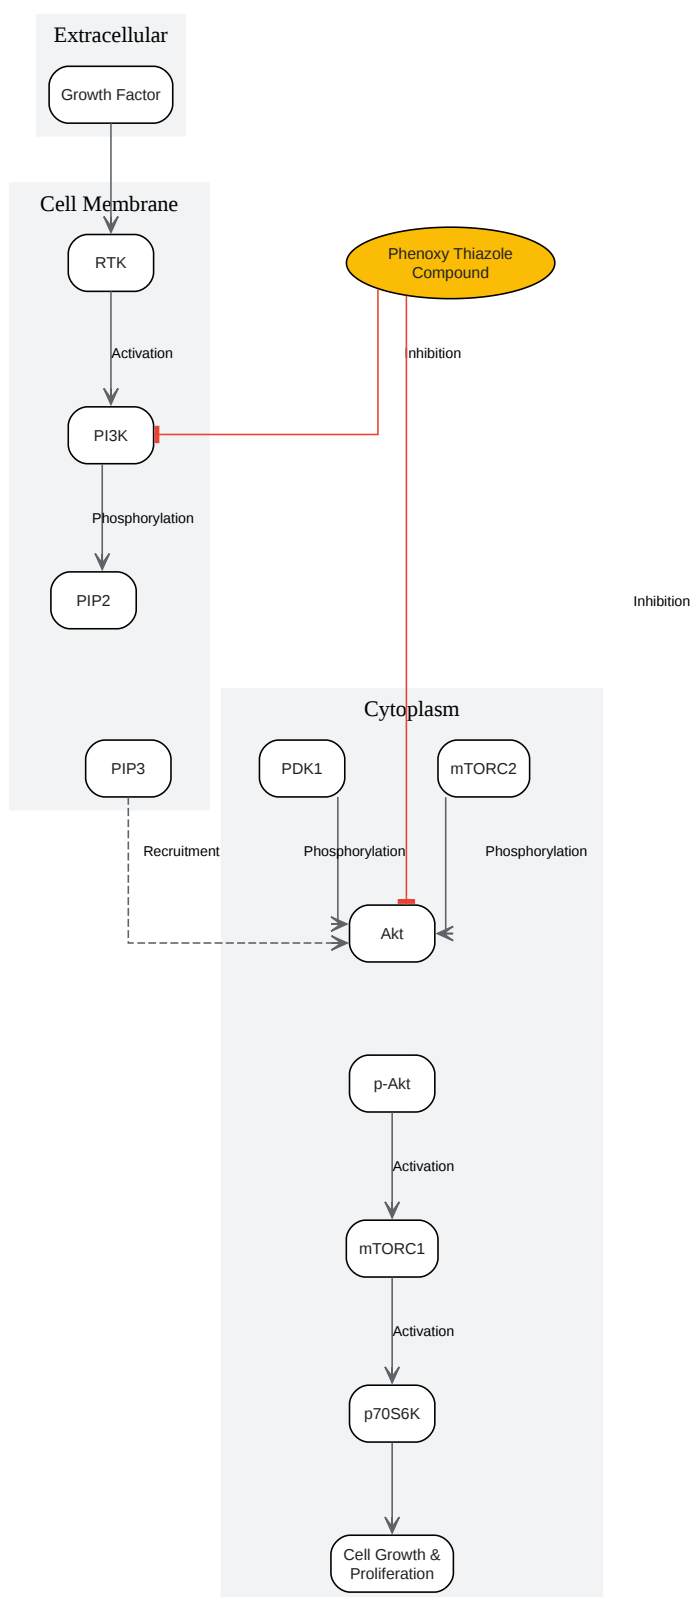 Extracellular
Growth Factor
Cell Membrane
RTK
Phenoxy Thiazole
Compound
Activation
Inhibition
PI3K
Phosphorylation
PIP2
Inhibition
Cytoplasm
PIP3
PDK1
mTORC2
Recruitment
Phosphorylation
Phosphorylation
Akt
p-Akt
Activation
mTORC1
Activation
p70S6K
Cell Growth &
Proliferation